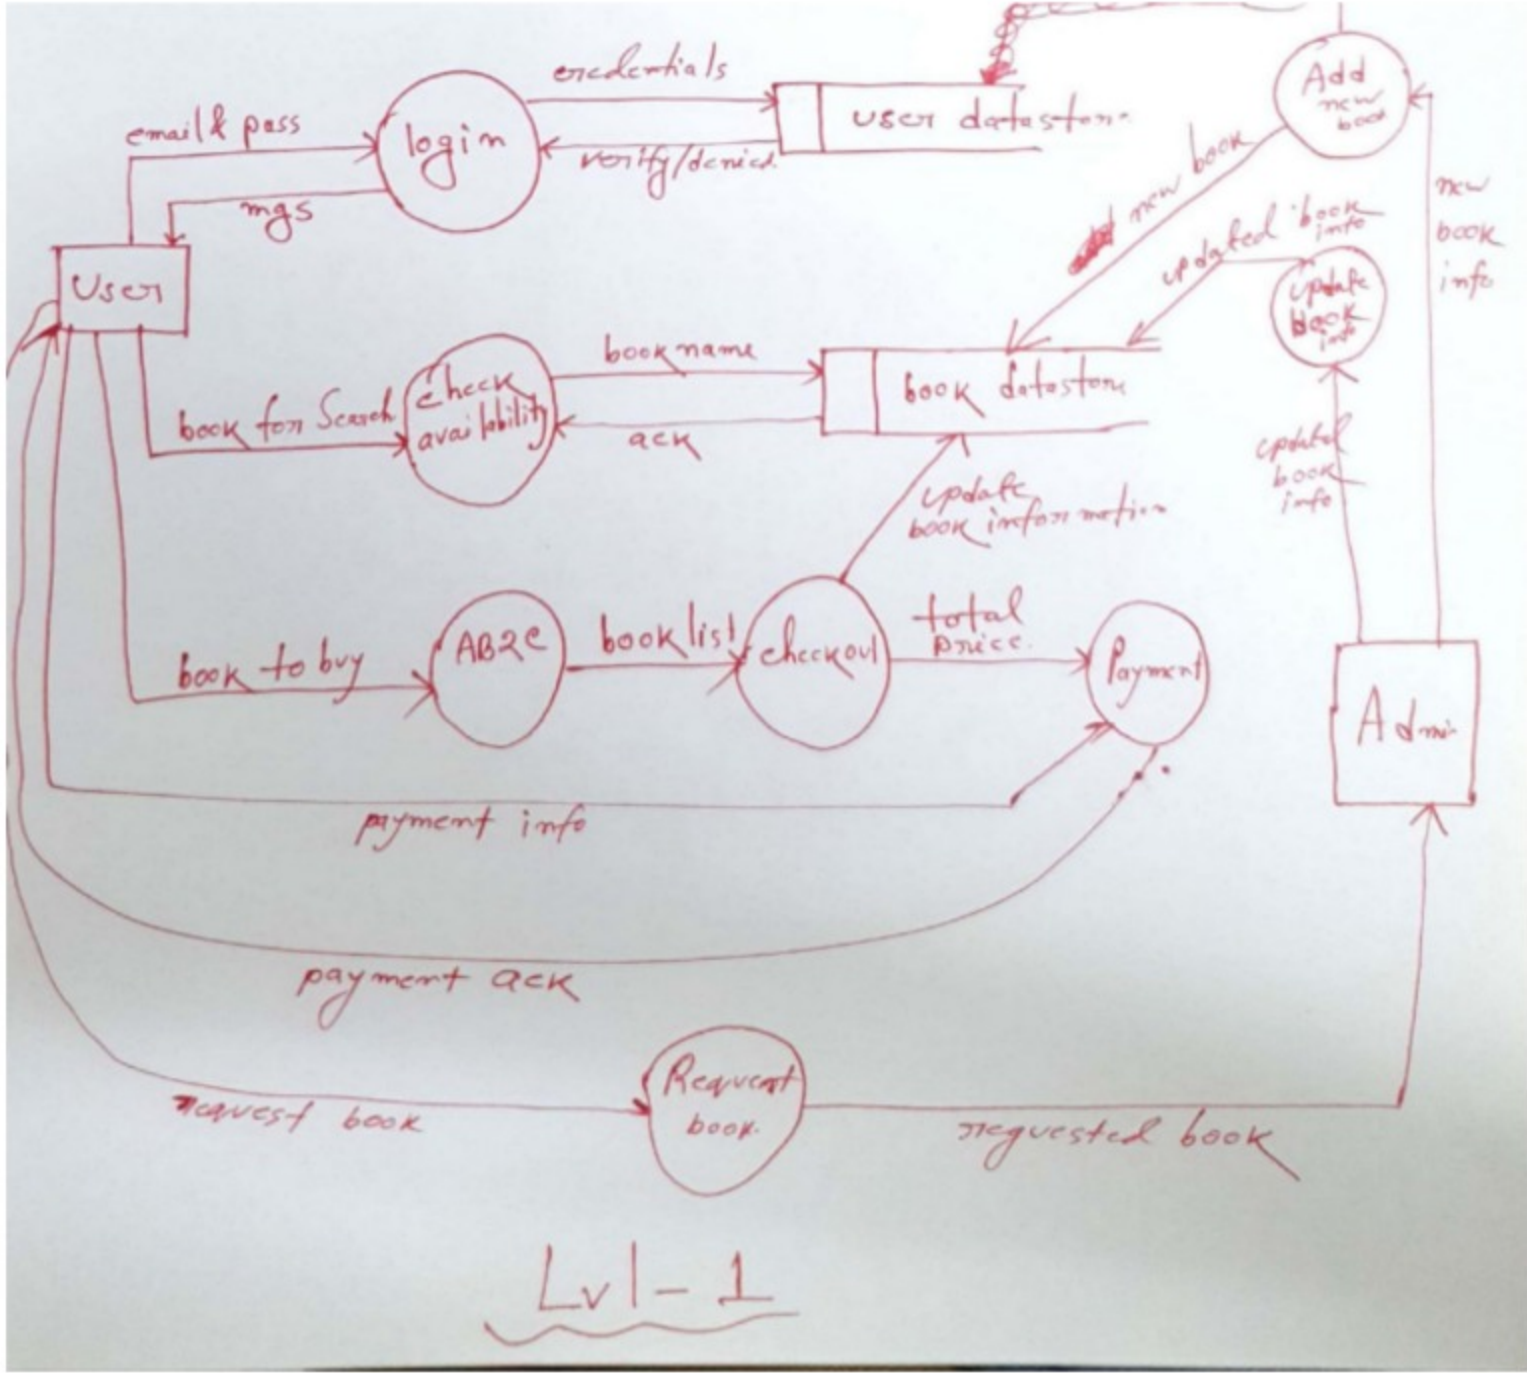 credentials
email & pass
login
user datastore
verify/denied
mgs
Add
new
book
new book
new
book
info
updated book
info
User
update
book
info
book name
check
availability
book for Search
book datastore
ack
updated
book
info
update
book information
AB2C
book list
checkout
total
price.
Payment
book to buy
Admin
payment info
payment ack
Request
book.
request book
requested book
Lvl-1